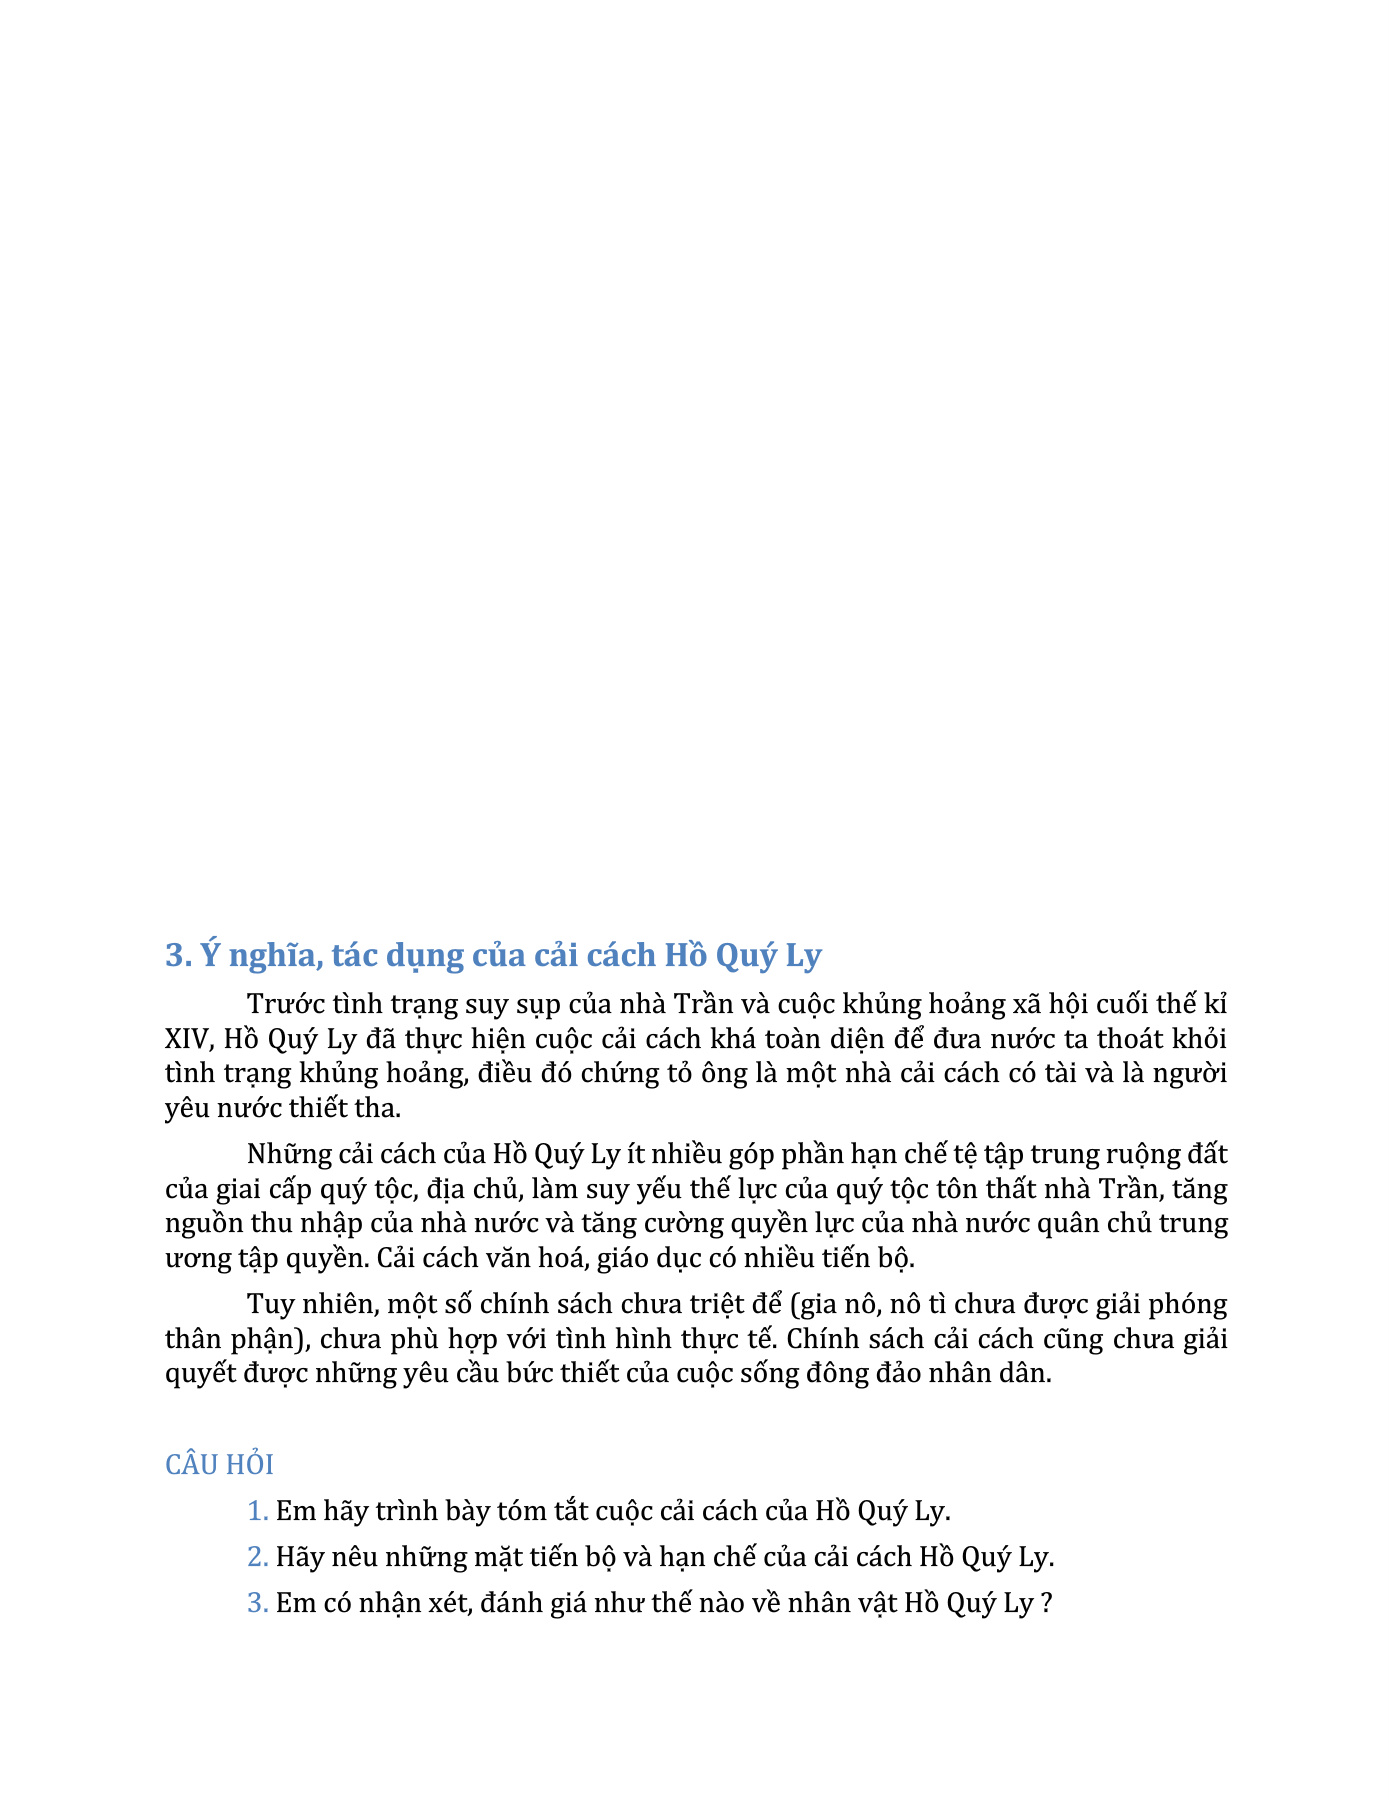 3. Ý nghĩa, tác dụng của cải cách Hồ Quý Ly
Trước tình trạng suy sụp của nhà Trần và cuộc khủng hoảng xã hội cuối thế kỉ
XIV, Hồ Quý Ly đã thực hiện cuộc cải cách khá toàn diện để đưa nước ta thoát khỏi
tình trạng khủng hoảng, điều đó chứng tỏ ông là một nhà cải cách có tài và là người
yêu nước thiết tha.
Những cải cách của Hồ Quý Ly ít nhiều góp phần hạn chế tệ tập trung ruộng đất
của giai cấp quý tộc, địa chủ, làm suy yếu thế lực của quý tộc tôn thất nhà Trần, tăng
nguồn thu nhập của nhà nước và tăng cường quyền lực của nhà nước quân chủ trung
ương tập quyền. Cải cách văn hoá, giáo dục có nhiều tiến bộ.
Tuy nhiên, một số chính sách chưa triệt để (gia nô, nô tì chưa được giải phóng
thân phận), chưa phù hợp với tình hình thực tế. Chính sách cải cách cũng chưa giải
quyết được những yêu cầu bức thiết của cuộc sống đông đảo nhân dân.
CÂU HỎI
1. Em hãy trình bày tóm tắt cuộc cải cách của Hồ Quý Ly.
2. Hãy nêu những mặt tiến bộ và hạn chế của cải cách Hồ Quý Ly.
3. Em có nhận xét, đánh giá như thế nào về nhân vật Hồ Quý Ly ?